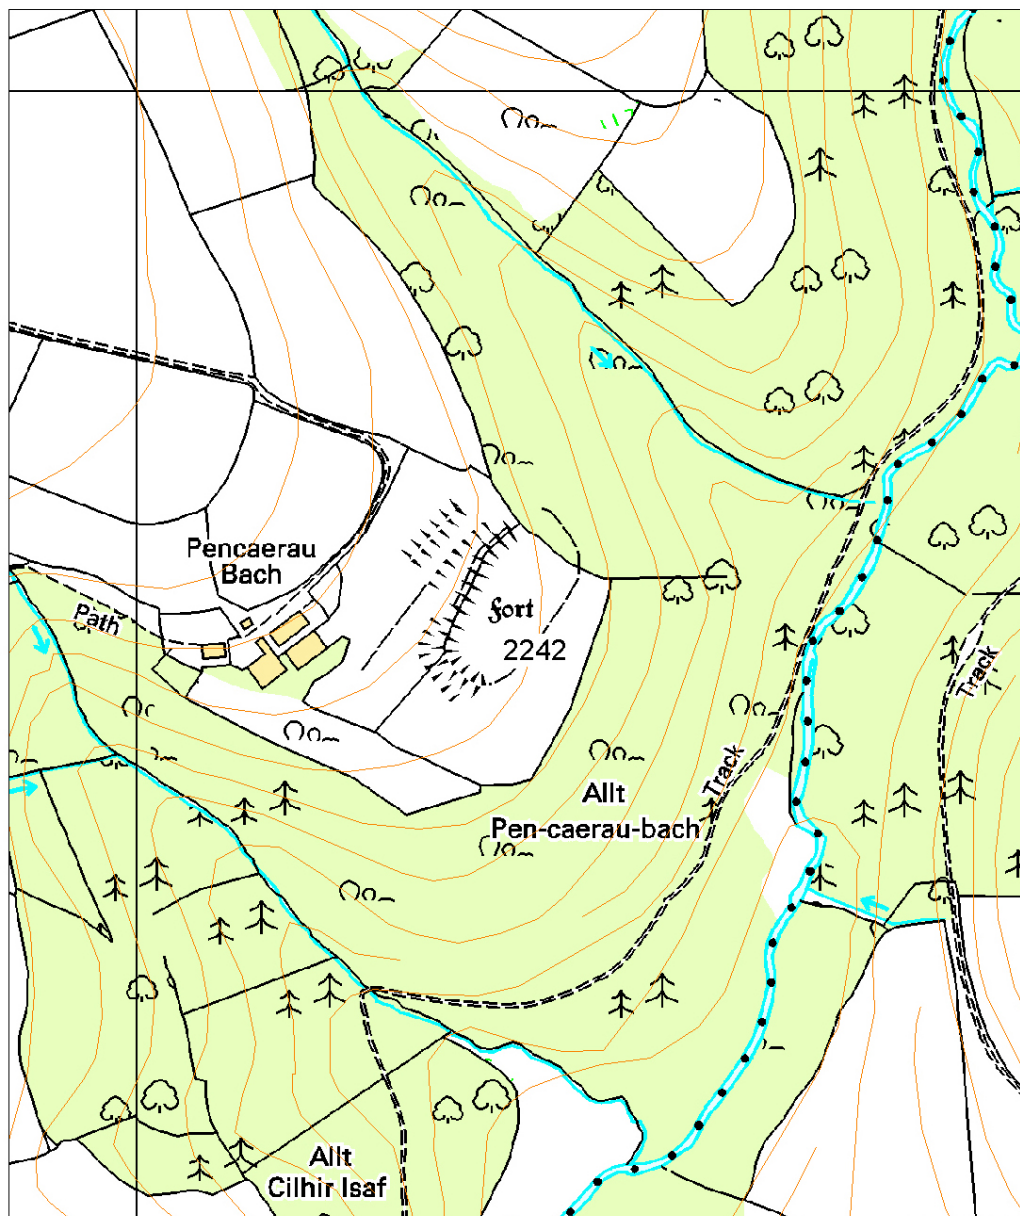 Pencaerau
Bach
fort
2242
Path
Track
Track
Allt
Pen-caerau-bach
Allt
Cilhir Isaf